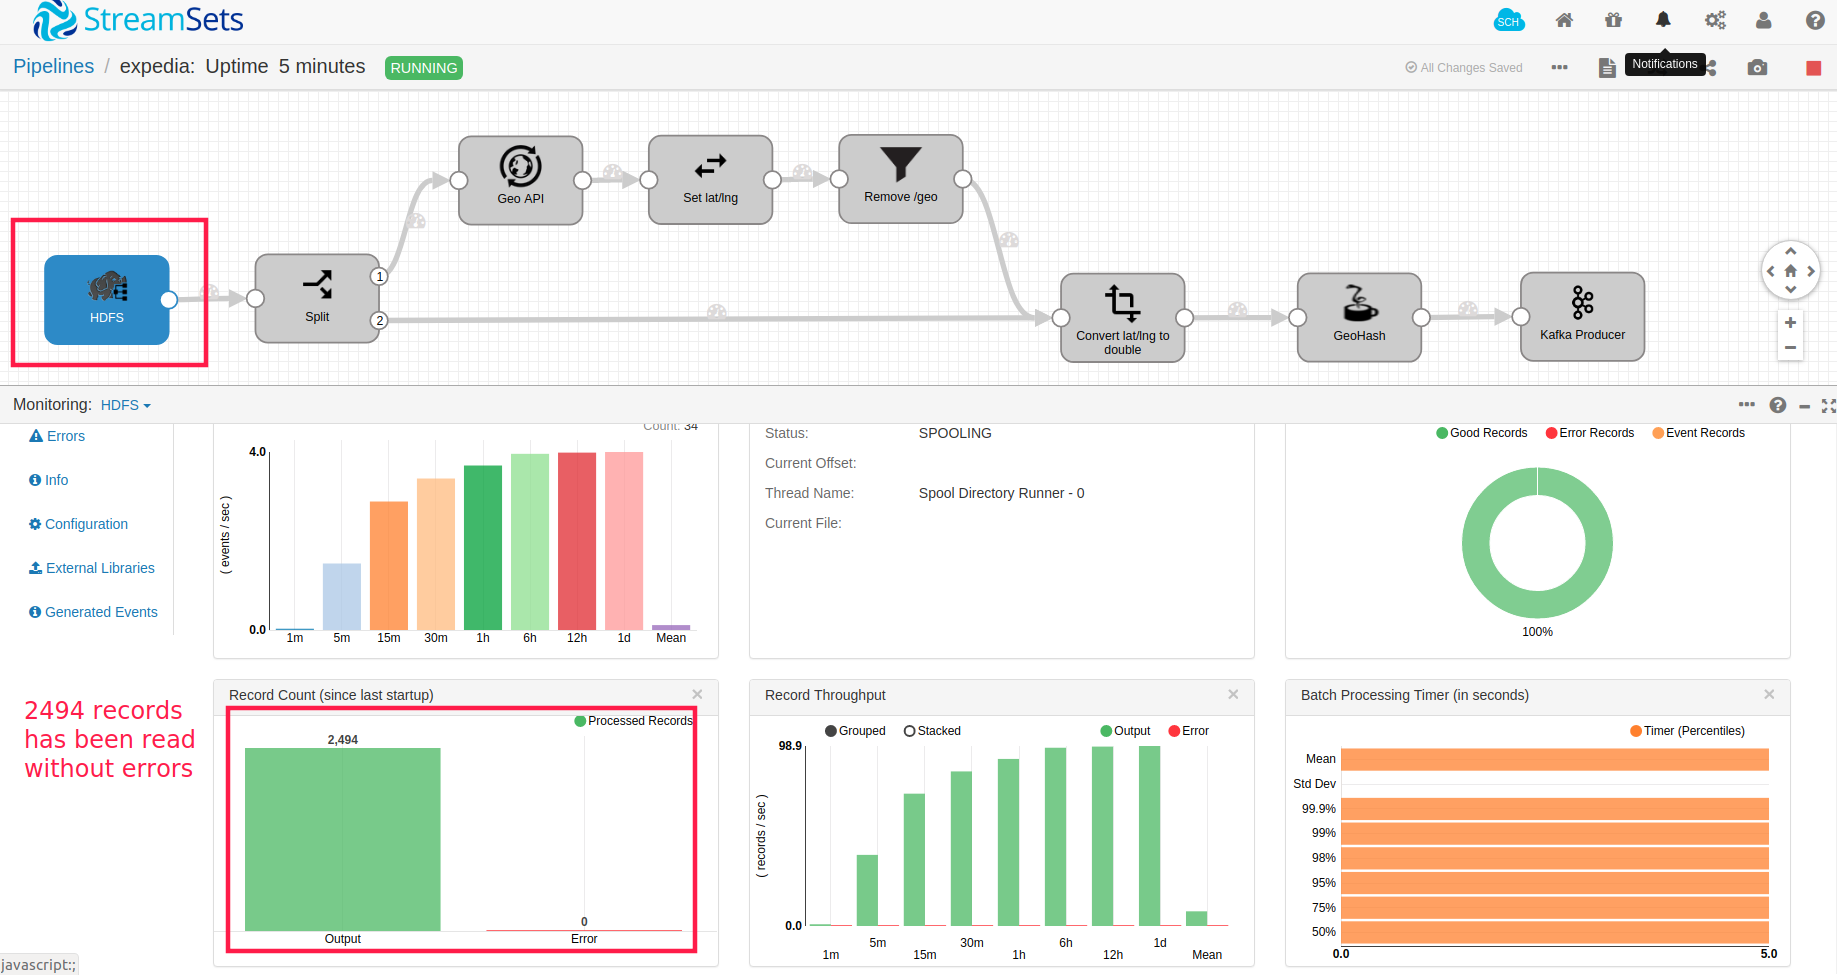 StreamSets
SCH
Pipelines / expedia: Uptime 5 minutes RUNNING
All Changes Saved
Notifications
Geo API
Set lat/lng
Remove /geo
HDFS
Split
1
2
Convert lat/lng to
double
GeoHash
Kafka Producer
Monitoring: HDFS
Errors
Info
Configuration
External Libraries
Generated Events
Count: 34
4.0
( events / sec )
0.0
1m 5m 15m 30m 1h 6h 12h 1d Mean
Status: SPOOLING
Current Offset:
Thread Name: Spool Directory Runner - 0
Current File:
Good Records Error Records Event Records
100%
2494 records
has been read
without errors
Record Count (since last startup)
Processed Records
2,494
0
Output Error
Record Throughput
Grouped Stacked Output Error
98.9
( records / sec )
0.0
1m 5m 15m 30m 1h 6h 12h 1d Mean
Batch Processing Timer (in seconds)
Timer (Percentiles)
Mean
Std Dev
99.9%
99%
98%
95%
75%
50%
0.0 5.0
javascript:;